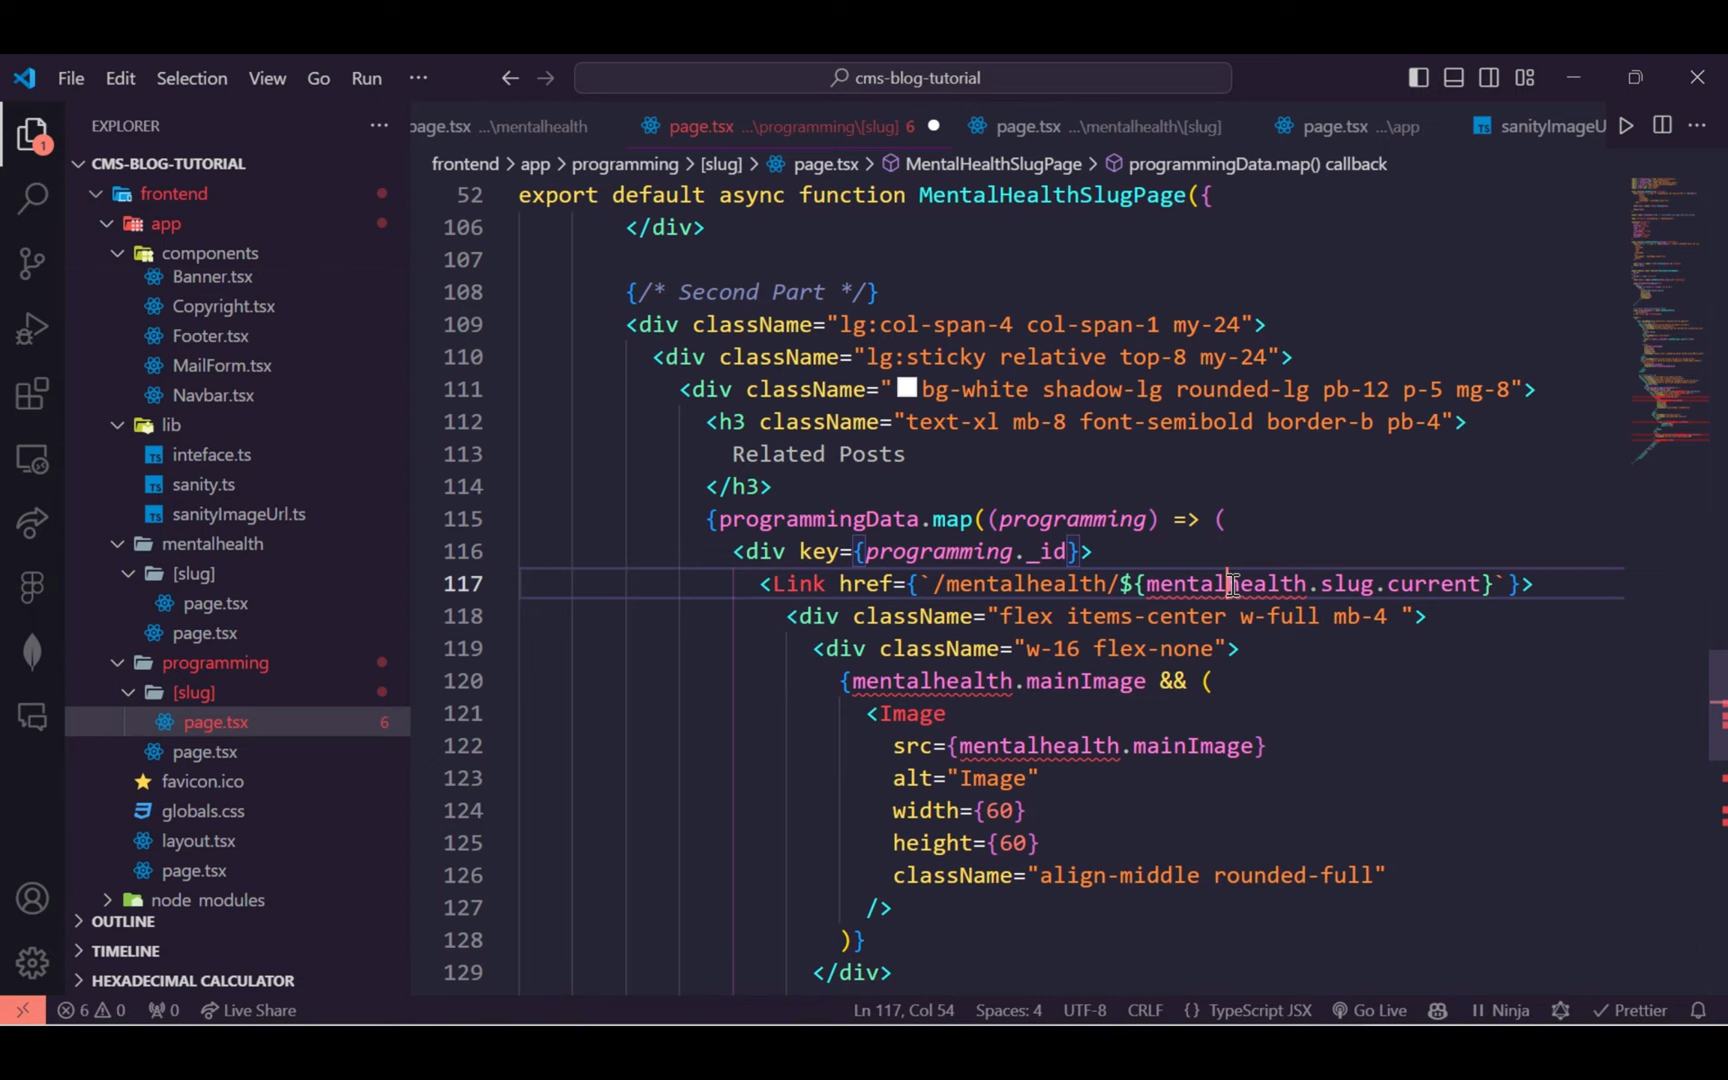 File Edit Selection View Go Run ··· cms-blog-tutorial
EXPLORER ···
1
page.tsx ...\mentalhealth page.tsx ...\programming\[slug] 6 page.tsx ...\mentalhealth\[slug] page.tsx ...\app TS sanityImageU
CMS-BLOG-TUTORIAL
frontend
app
components
Banner.tsx
Copyright.tsx
Footer.tsx
MailForm.tsx
Navbar.tsx
lib
TS inteface.ts
TS sanity.ts
TS sanityImageUrl.ts
mentalhealth
[slug]
page.tsx
page.tsx
programming
[slug]
page.tsx 6
page.tsx
favicon.ico
globals.css
layout.tsx
page.tsx
node modules
OUTLINE
TIMELINE
HEXADECIMAL CALCULATOR
frontend > app > programming > [slug] > page.tsx > MentalHealthSlugPage > programmingData.map() callback
52 export default async function MentalHealthSlugPage({
106 </div>
107
108 {/* Second Part */}
109 <div className="lg:col-span-4 col-span-1 my-24">
110 <div className="lg:sticky relative top-8 my-24">
111 <div className="bg-white shadow-lg rounded-lg pb-12 p-5 mg-8">
112 <h3 className="text-xl mb-8 font-semibold border-b pb-4">
113 Related Posts
114 </h3>
115 {programmingData.map((programming) => (
116 <div key={programming._id}>
117 <Link href={`/mentalhealth/${mentalhealth.slug.current}`}>
118 <div className="flex items-center w-full mb-4 ">
119 <div className="w-16 flex-none">
120 {mentalhealth.mainImage && (
121 <Image
122 src={mentalhealth.mainImage}
123 alt="Image"
124 width={60}
125 height={60}
126 className="align-middle rounded-full"
127 />
128 )}
129 </div>
6 0 0 Live Share Ln 117, Col 54 Spaces: 4 UTF-8 CRLF {} TypeScript JSX Go Live Ninja Prettier